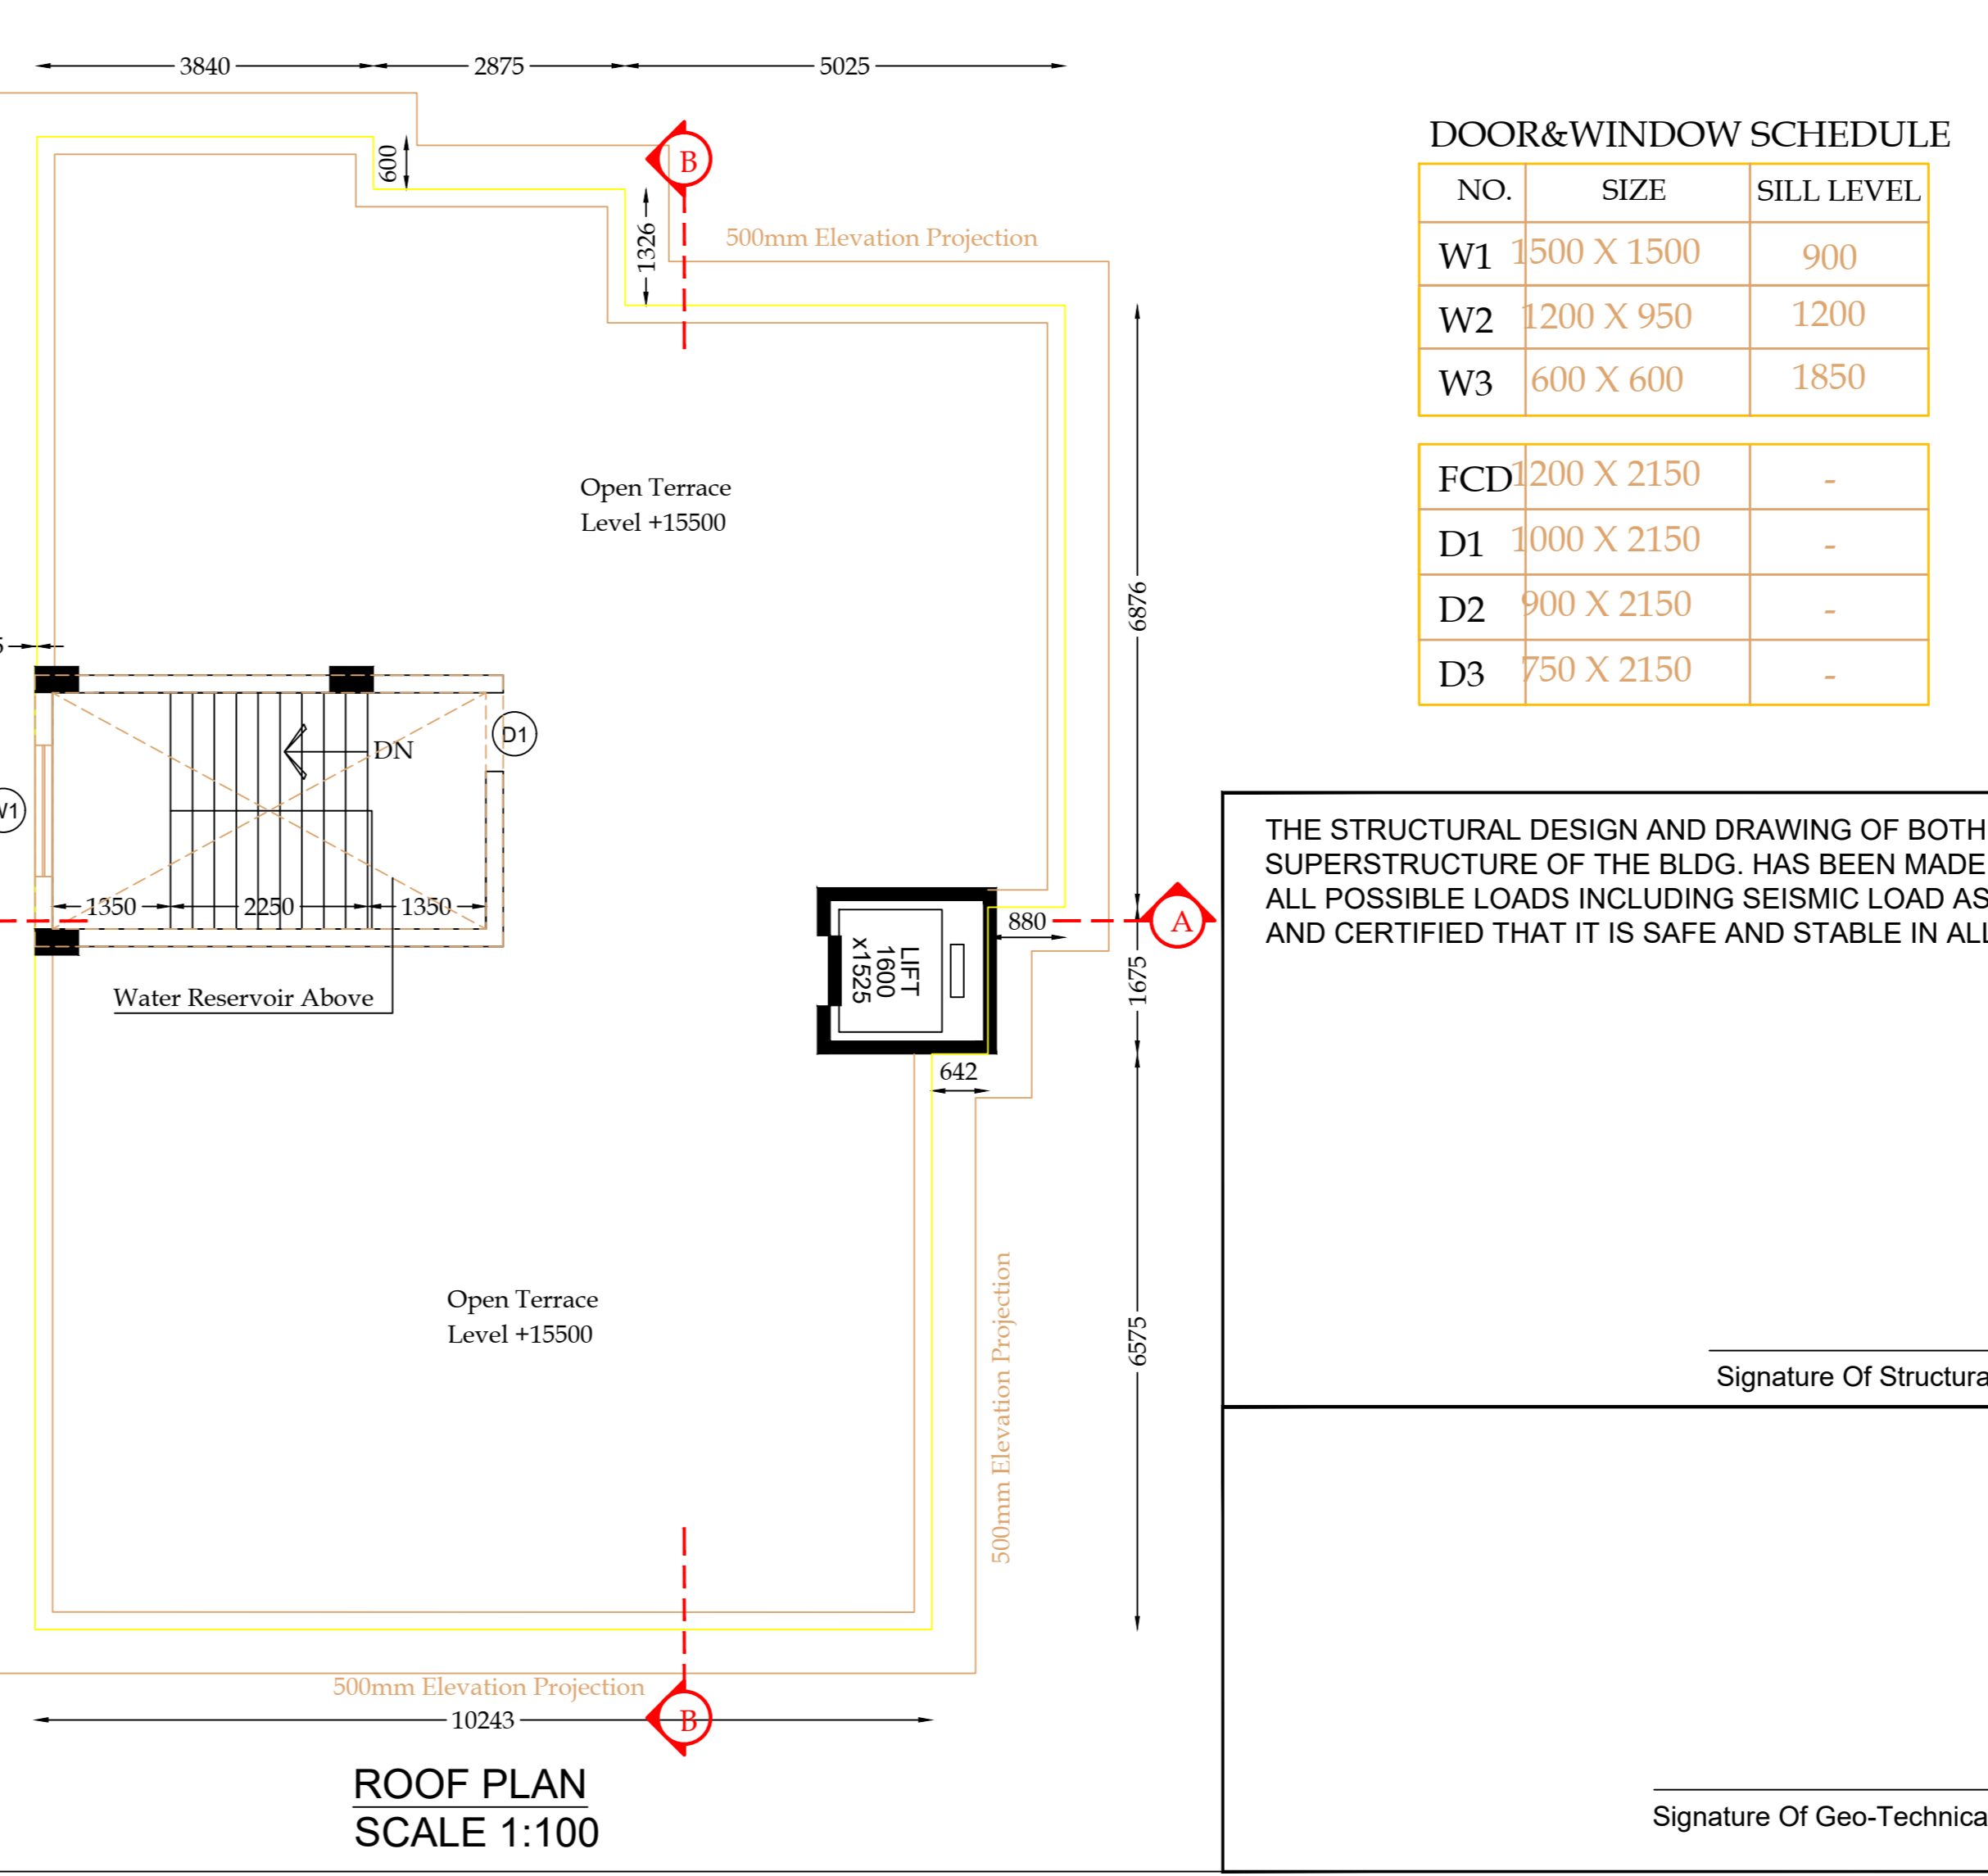 3840
2875
5025
600
B
1326
500mm Elevation Projection
Open Terrace
Level +15500
6876
DN
D1
1350
2250
1350
Water Reservoir Above
LIFT
1600
x1525
880
A
1675
642
Open Terrace
Level +15500
500mm Elevation Projection
6575
500mm Elevation Projection
B
10243
ROOF PLAN
SCALE 1:100
DOOR&WINDOW SCHEDULE
NO. SIZE SILL LEVEL
W1 1500 X 1500 900
W2 1200 X 950 1200
W3 600 X 600 1850
FCD 1200 X 2150 -
D1 1000 X 2150 -
D2 900 X 2150 -
D3 750 X 2150 -
THE STRUCTURAL DESIGN AND DRAWING OF BOTH
SUPERSTRUCTURE OF THE BLDG. HAS BEEN MADE
ALL POSSIBLE LOADS INCLUDING SEISMIC LOAD AS
AND CERTIFIED THAT IT IS SAFE AND STABLE IN ALL
Signature Of Structura
Signature Of Geo-Technica